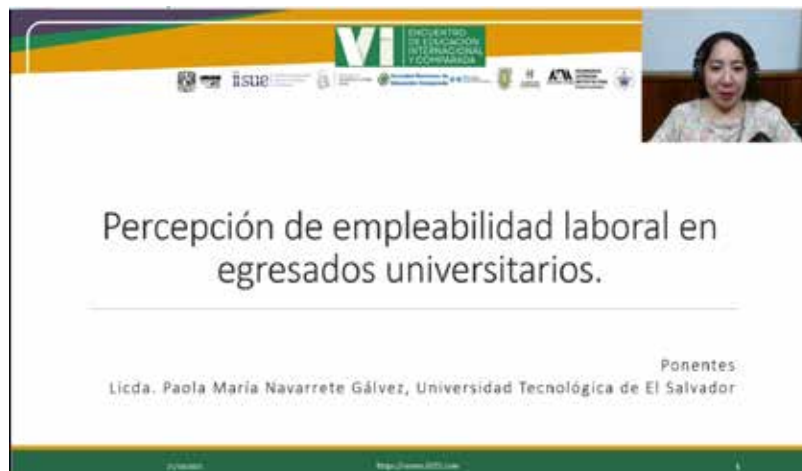 VI ENCUENTRO
DE EDUCACIÓN
INTERNACIONAL
Y COMPARADA
iisue
Percepción de empleabilidad laboral en
egresados universitarios.
Ponentes
Licda. Paola María Navarrete Gálvez, Universidad Tecnológica de El Salvador